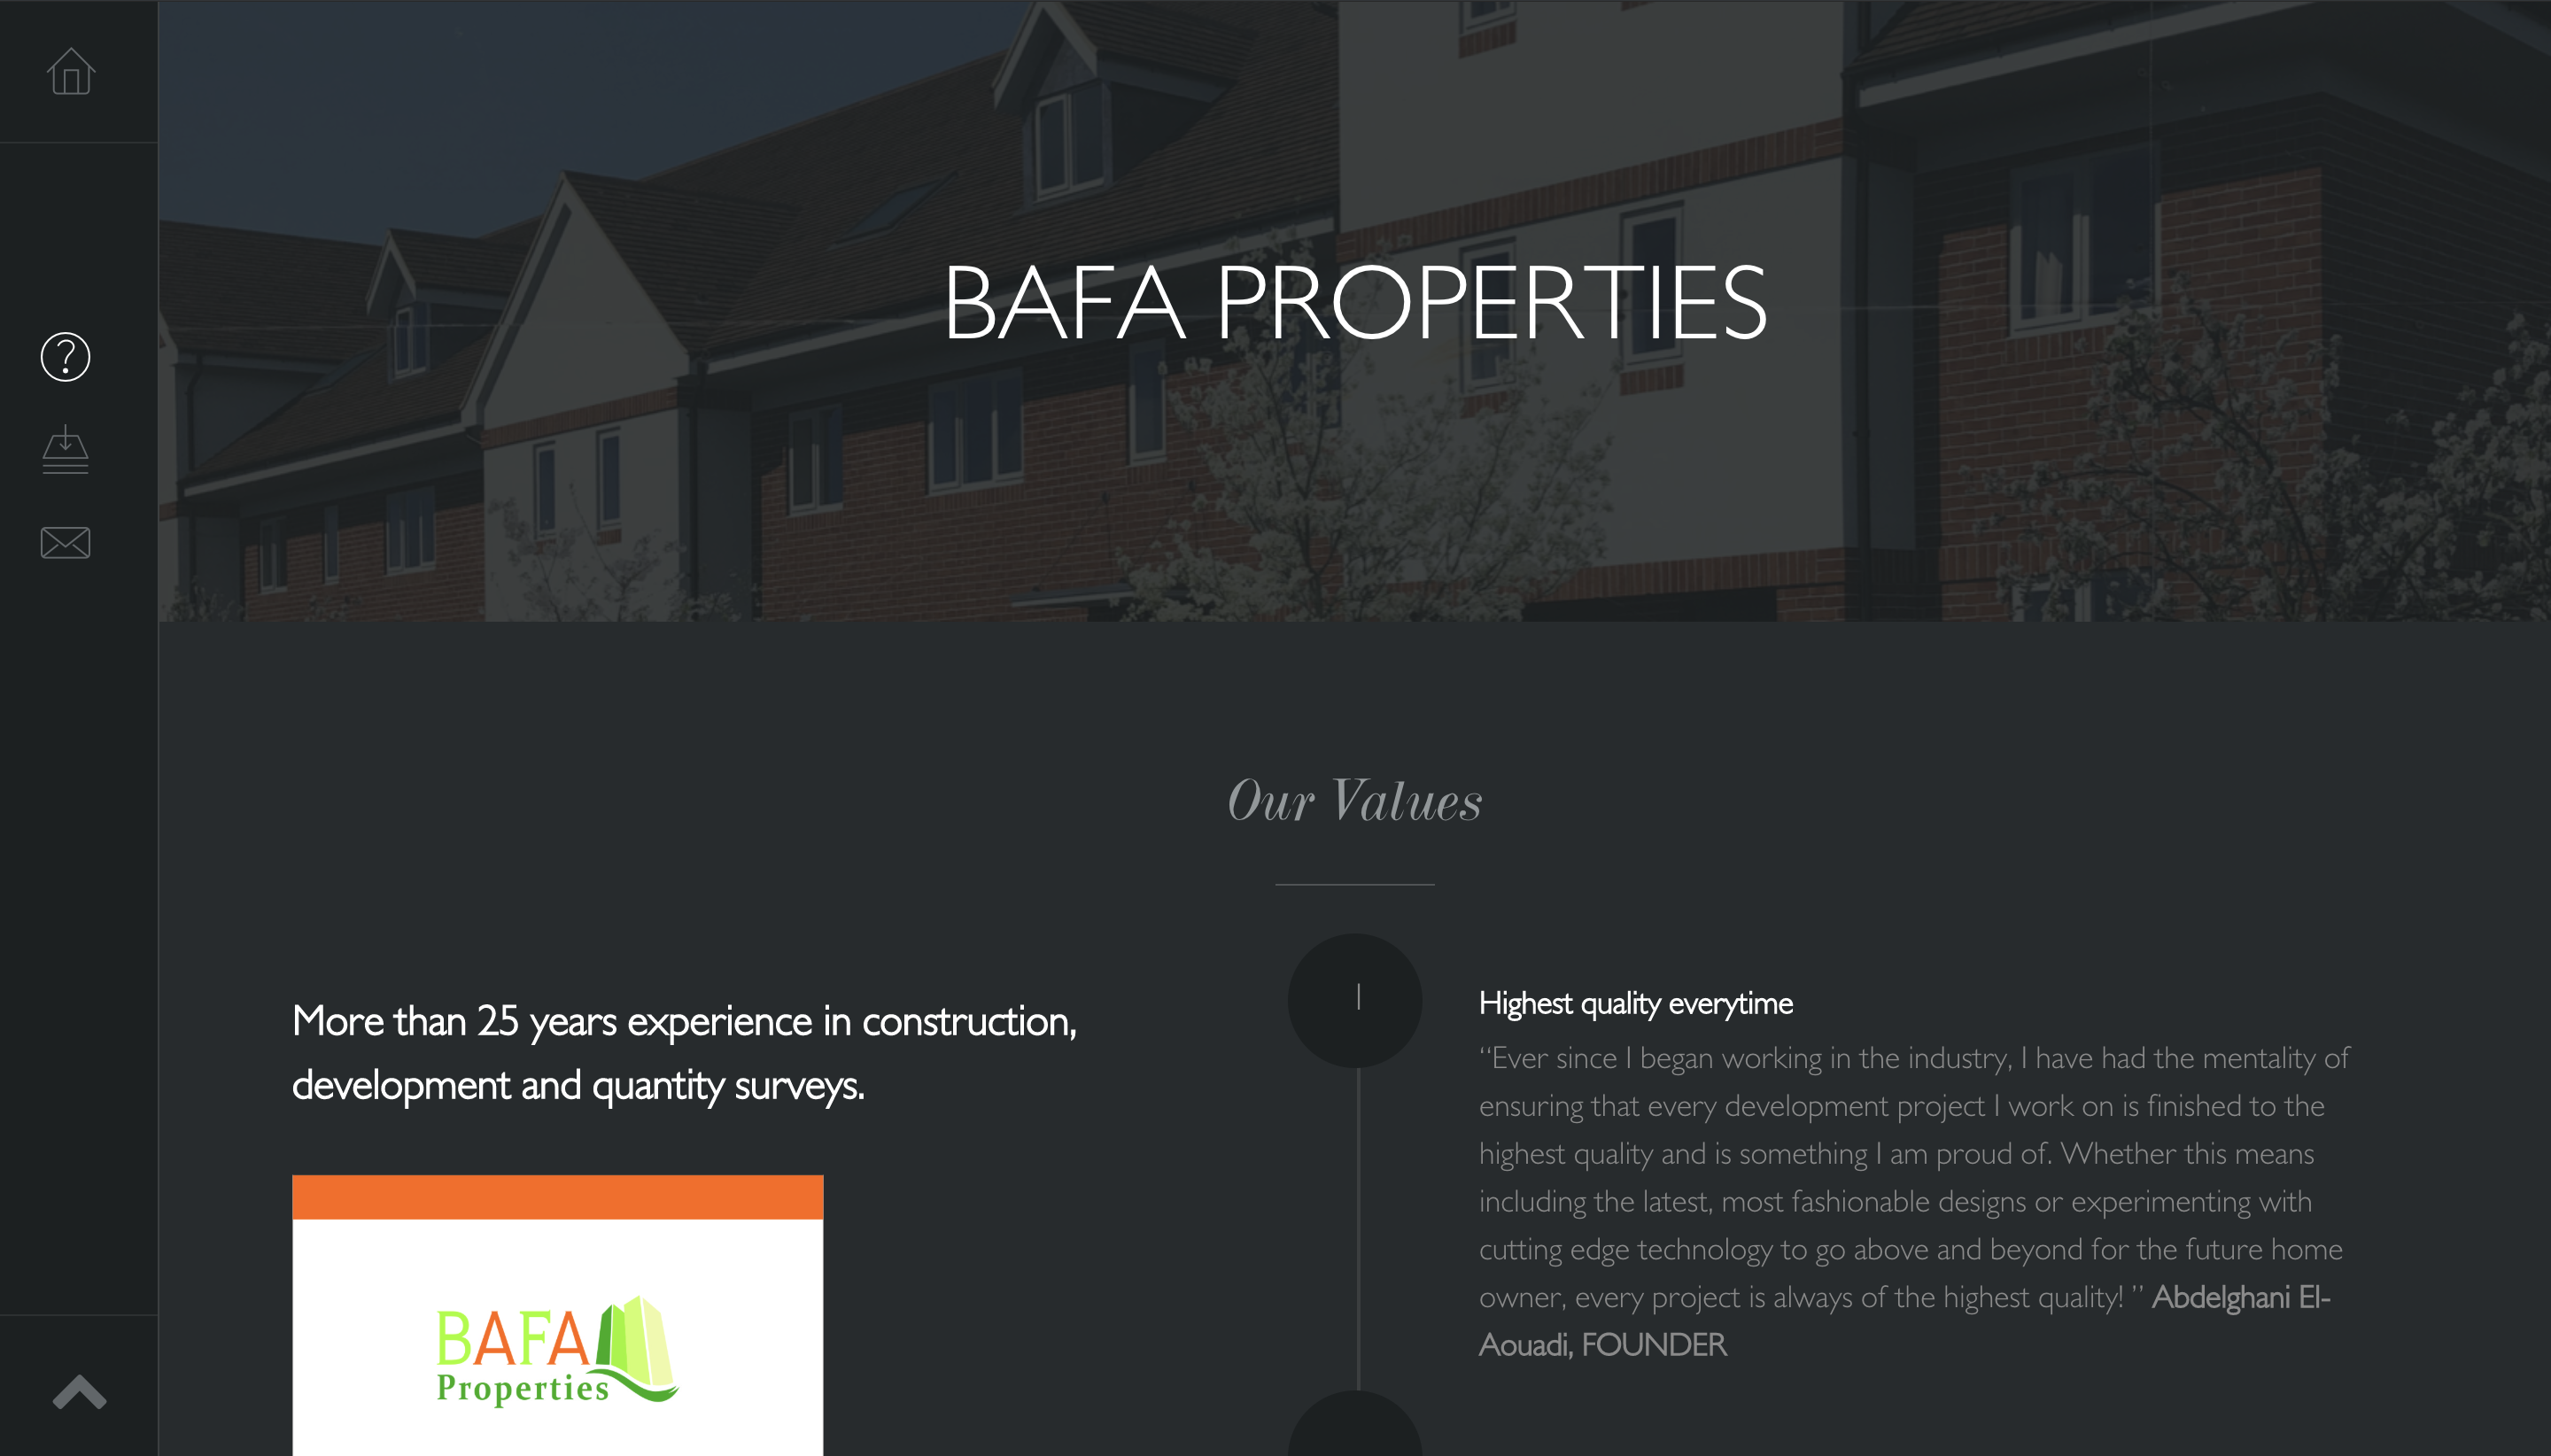 BAFA PROPERTIES
Our Values
More than 25 years experience in construction,
development and quantity surveys.
BAFA
Properties
I
Highest quality everytime
“Ever since I began working in the industry, I have had the mentality of
ensuring that every development project I work on is finished to the
highest quality and is something I am proud of. Whether this means
including the latest, most fashionable designs or experimenting with
cutting edge technology to go above and beyond for the future home
owner, every project is always of the highest quality! ” Abdelghani El-
Aouadi, FOUNDER